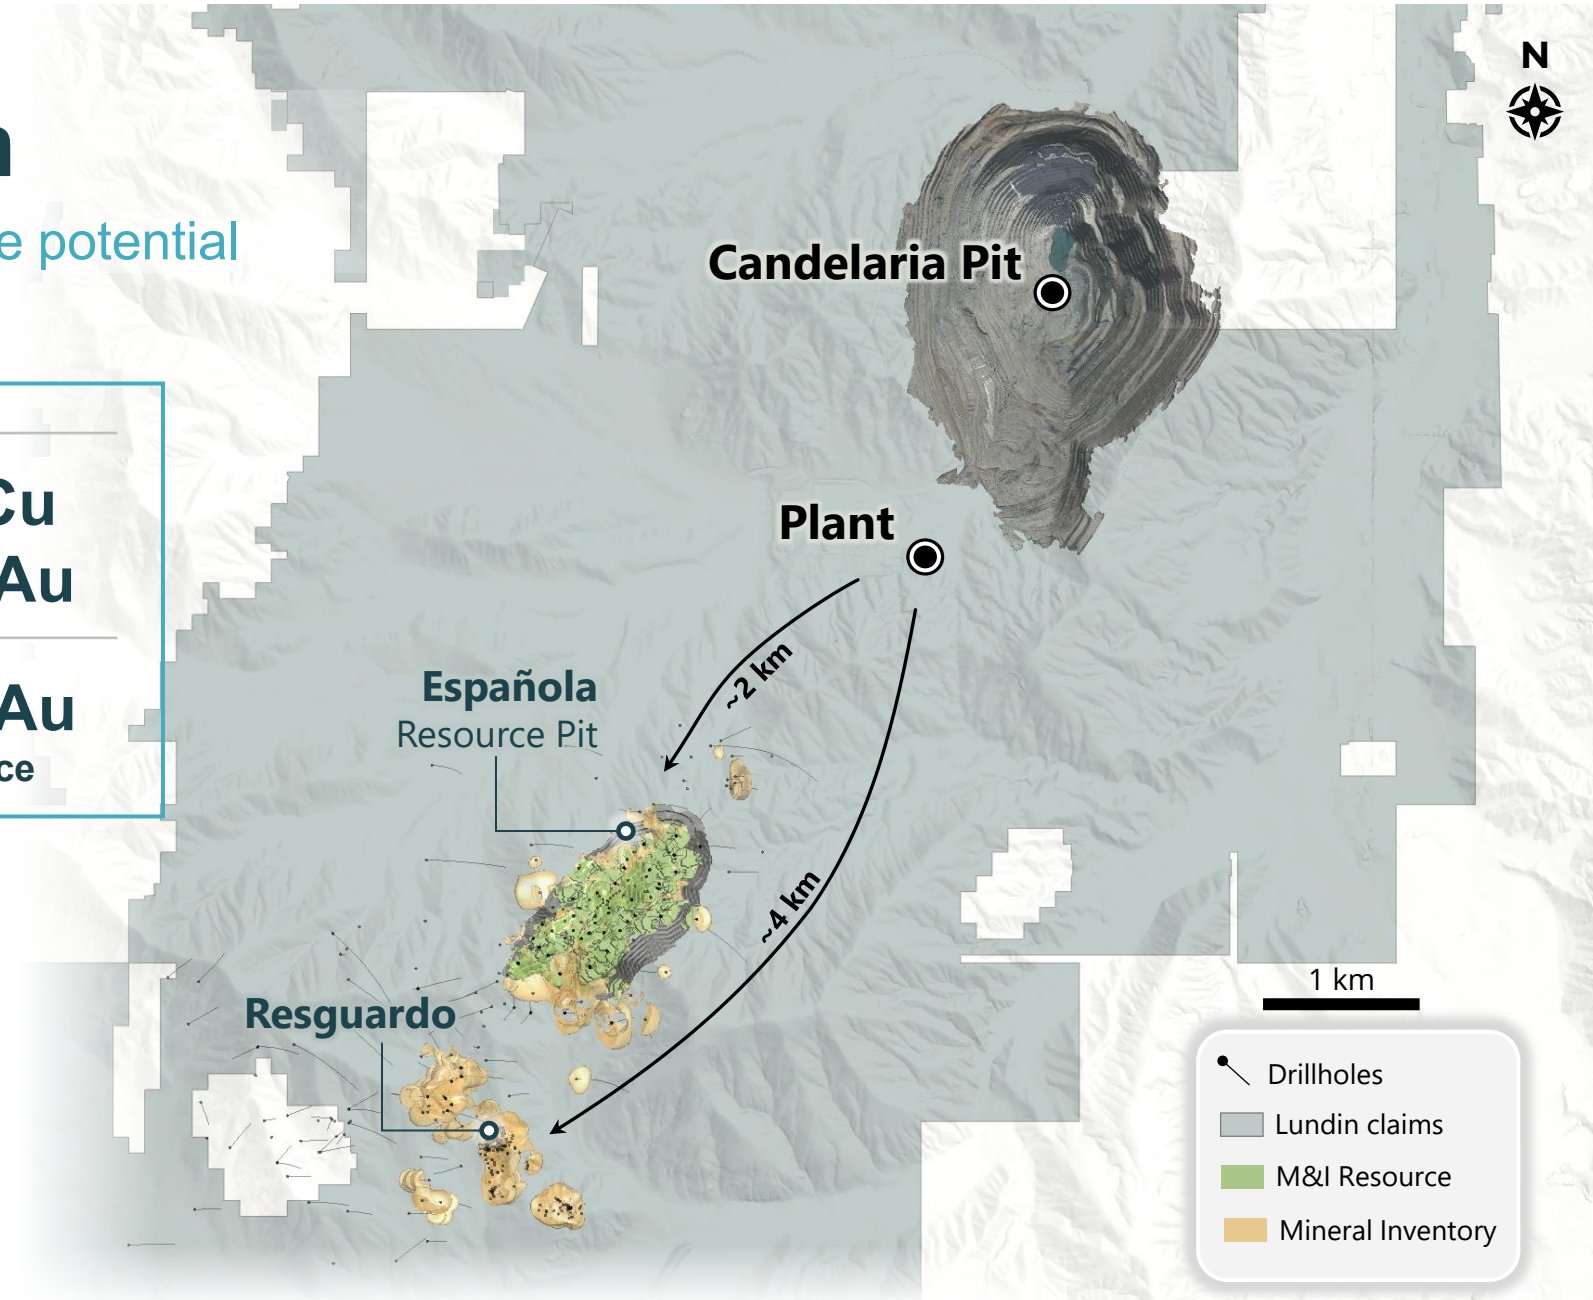 N
e potential
Candelaria Pit
Cu
Plant
Au
~2 km
Española
Resource Pit
Au
ce
~4 km
1 km
Resguardo
Drillholes
Lundin claims
M&I Resource
Mineral Inventory